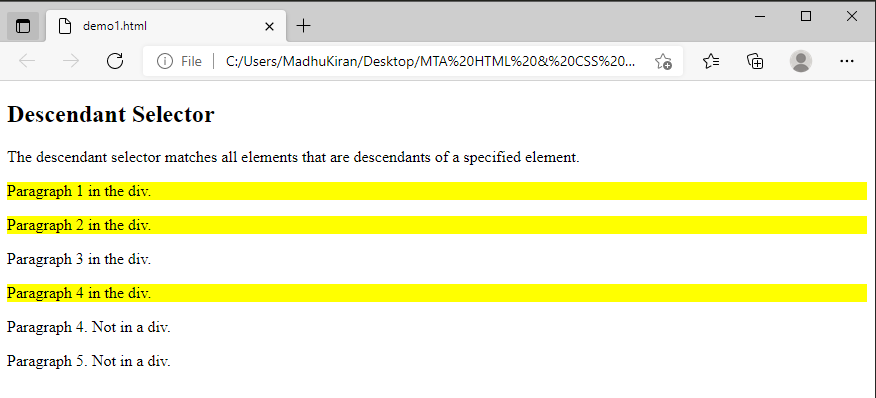 demo1.html
File
C:/Users/MadhuKiran/Desktop/MTA%20HTML%20&%20CSS%20...
Descendant Selector
The descendant selector matches all elements that are descendants of a specified element.
Paragraph 1 in the div.
Paragraph 2 in the div.
Paragraph 3 in the div.
Paragraph 4 in the div.
Paragraph 4. Not in a div.
Paragraph 5. Not in a div.